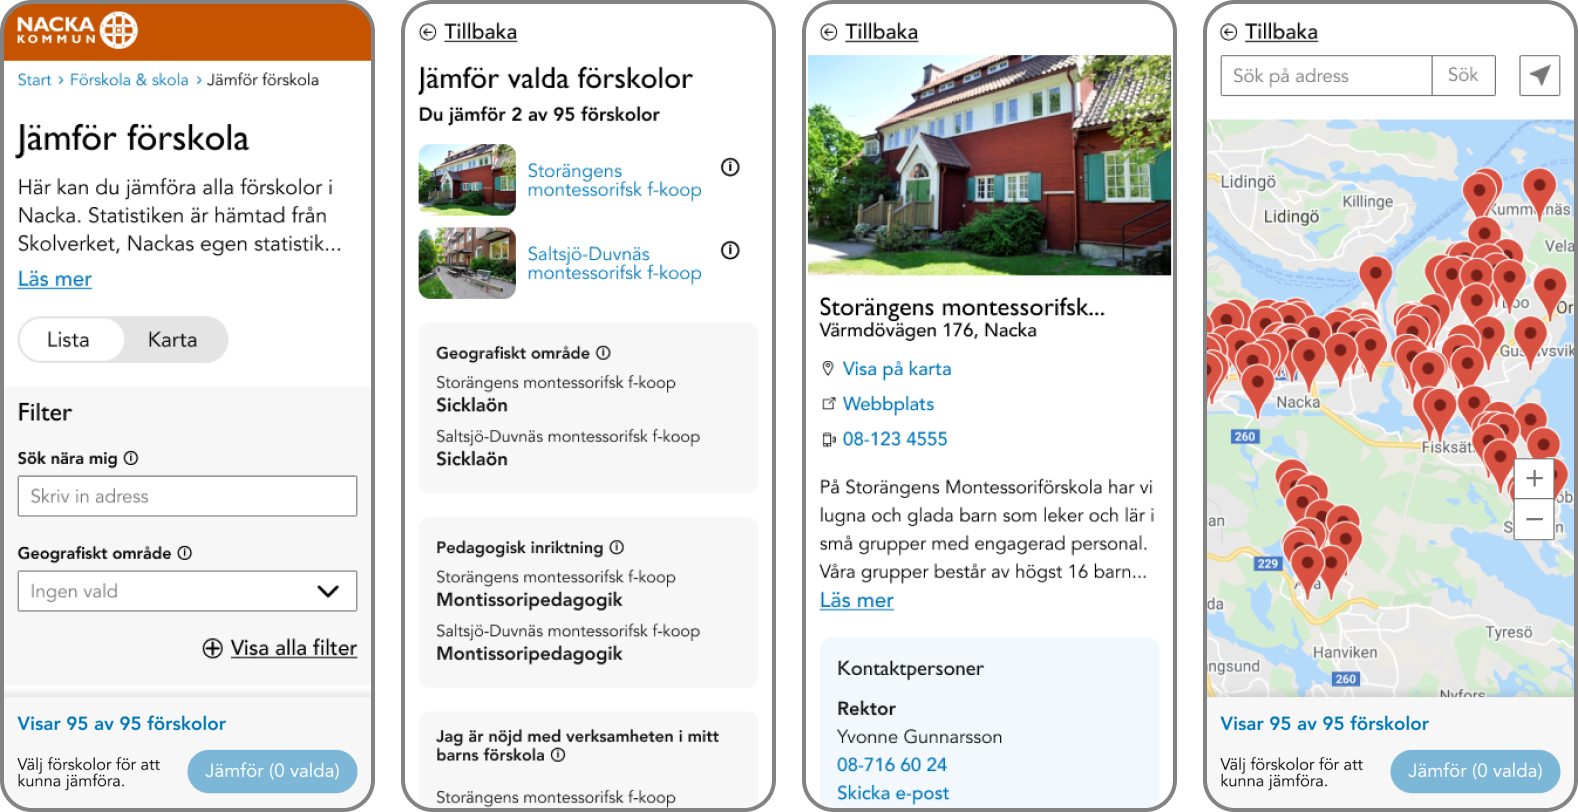 NACKA
KOMMUN
Start > Förskola & skola > Jämför förskola
Jämför förskola
Här kan du jämföra alla förskolor i
Nacka. Statistiken är hämtad från
Skolverket, Nackas egen statistik...
Läs mer
Lista
Karta
Filter
Sök nära mig
Skriv in adress
Geografiskt område
Ingen vald
Visa alla filter
Visar 95 av 95 förskolor
Välj förskolor för att
kunna jämföra.
Jämför (0 valda)
Tillbaka
Jämför valda förskolor
Du jämför 2 av 95 förskolor
Storängens
montessorifsk f-koop
Saltsjö-Duvnäs
montessorifsk f-koop
Geografiskt område
Storängens montessorifsk f-koop
Sicklaön
Saltsjö-Duvnäs montessorifsk f-koop
Sicklaön
Pedagogisk inriktning
Storängens montessorifsk f-koop
Montissoripedagogik
Saltsjö-Duvnäs montessorifsk f-koop
Montissoripedagogik
Jag är nöjd med verksamheten i mitt
barns förskola
Storängens montessorifsk f-koop
Tillbaka
Storängens montessorifsk...
Värmdövägen 176, Nacka
Visa på karta
Webbplats
08-123 4555
På Storängens Montessoriförskola har vi
lugna och glada barn som leker och lär i
små grupper med engagerad personal.
Våra grupper består av högst 16 barn...
Läs mer
Kontaktpersoner
Rektor
Yvonne Gunnarsson
08-716 60 24
Skicka e-post
Tillbaka
Sök på adress
Sök
Lidingö
Killinge
Lidingö
Vela
Nacka
260
Fisksät
229
Tyresö
Hanviken
ngsund
260
Nyfors
Visar 95 av 95 förskolor
Välj förskolor för att
kunna jämföra.
Jämför (0 valda)